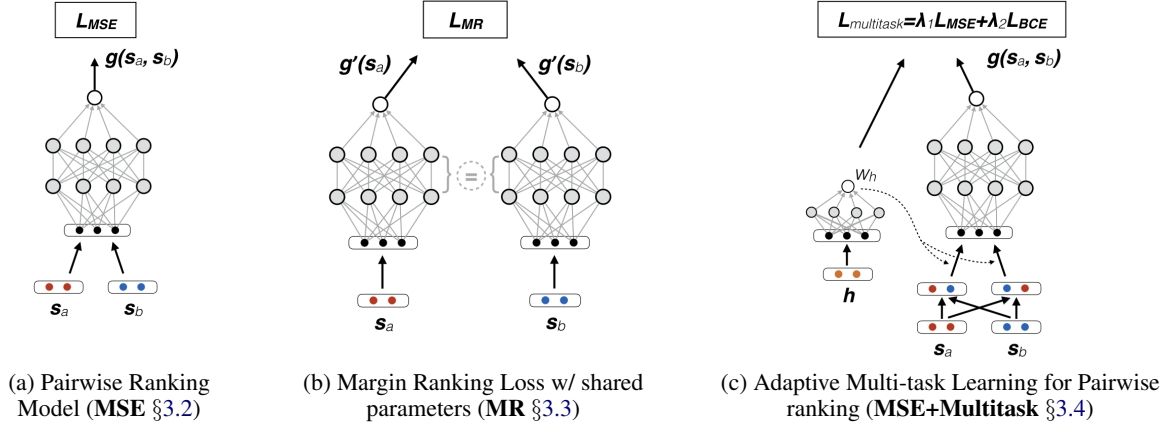 L_MSE
g(s_a, s_b)
s_a
s_b
(a) Pairwise Ranking
Model (MSE §3.2)
L_MR
g'(s_a)
g'(s_b)
=
s_a
s_b
(b) Margin Ranking Loss w/ shared
parameters (MR §3.3)
L_multitask=λ_1L_MSE+λ_2L_BCE
g(s_a, s_b)
w_h
h
s_a
s_b
(c) Adaptive Multi-task Learning for Pairwise
ranking (MSE+Multitask §3.4)